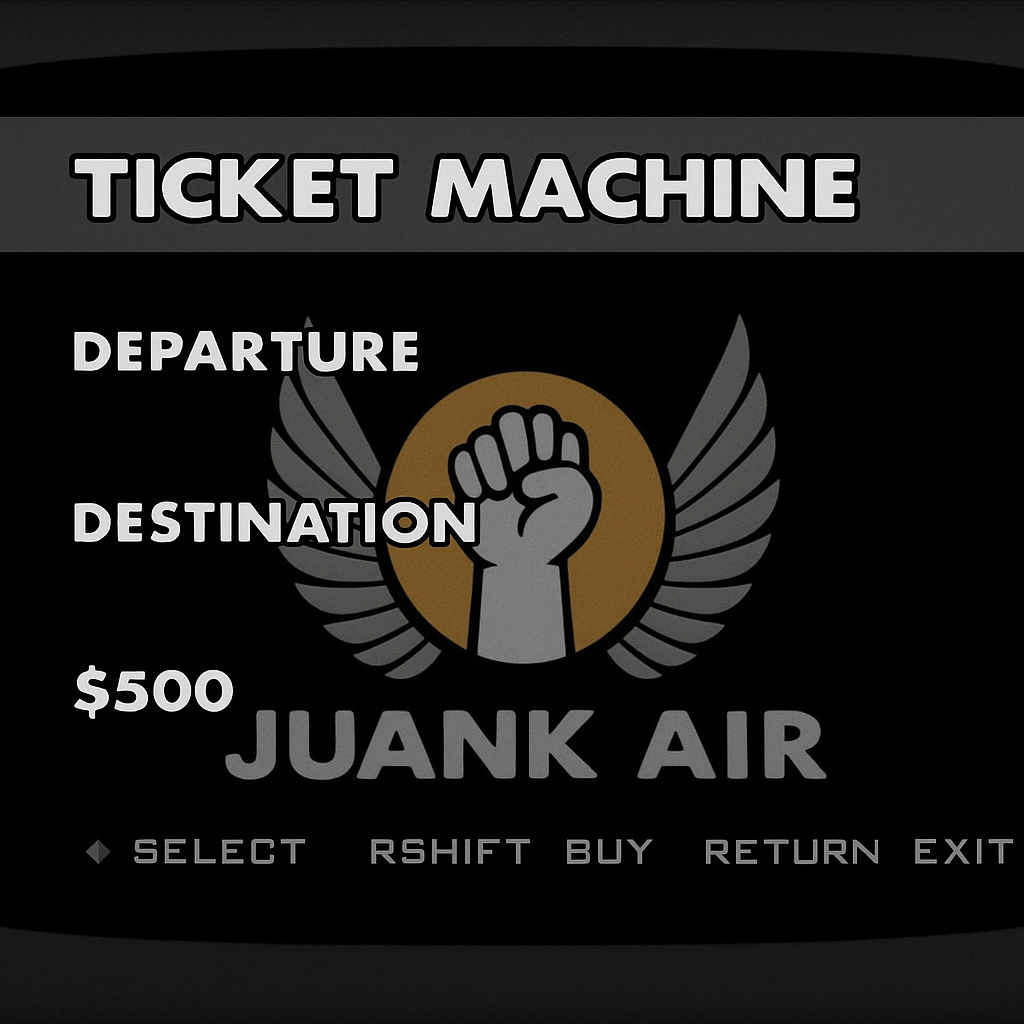 TICKET MACHINE
DEPARTURE
DESTINATION
$500
JUANK AIR
SELECT RSHIFT BUY RETURN EXIT